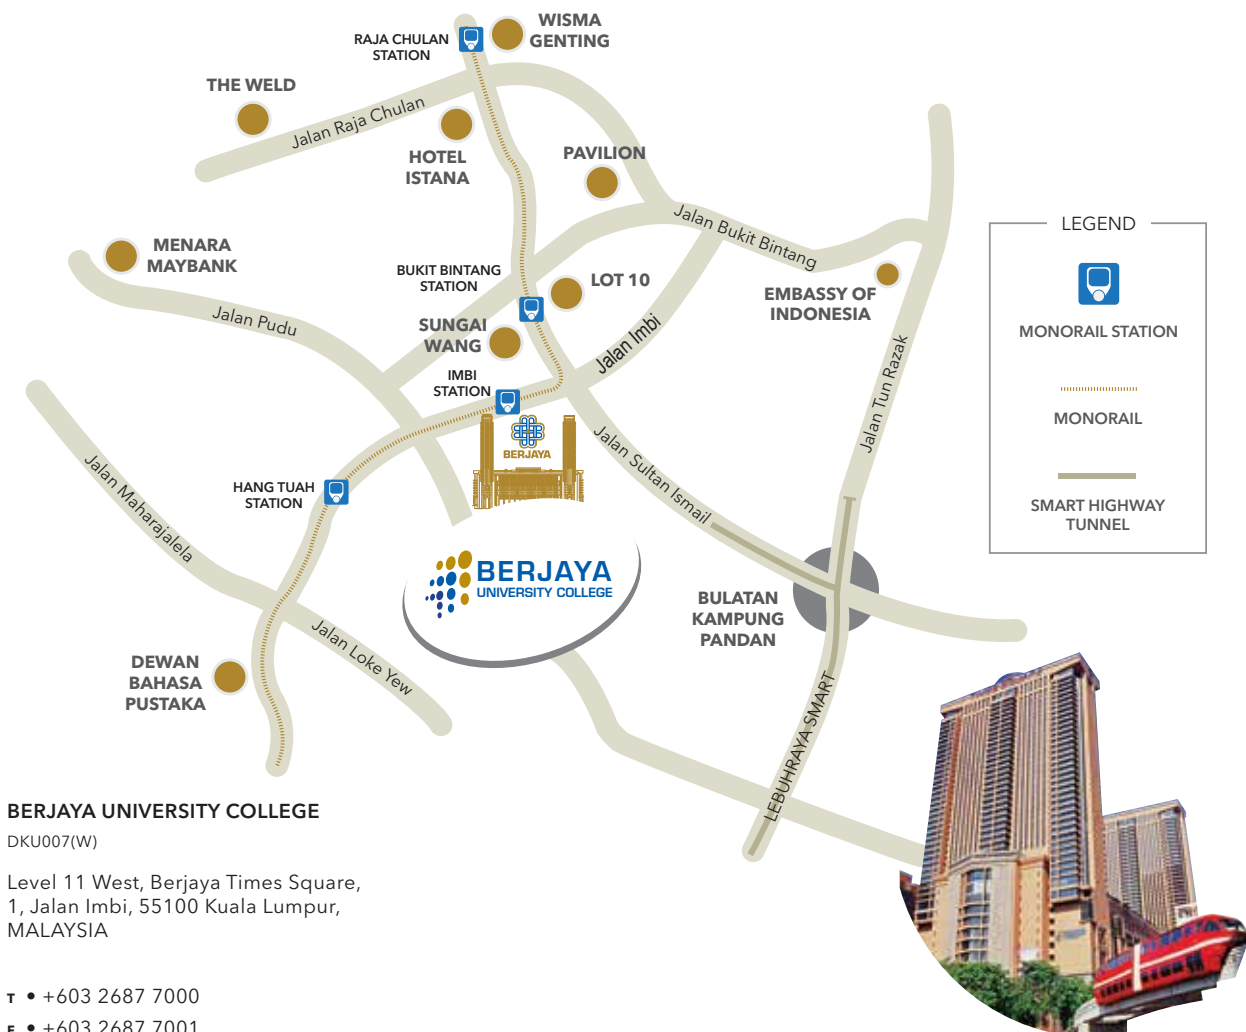 WISMA
GENTING
RAJA CHULAN
STATION
THE WELD
Jalan Raja Chulan
HOTEL
ISTANA
PAVILION
Jalan Bukit Bintang
MENARA
MAYBANK
BUKIT BINTANG
STATION
LOT 10
EMBASSY OF
INDONESIA
Jalan Pudu
SUNGAI
WANG
Jalan Imbi
IMBI
STATION
Jalan Tun Razak
BERJAYA
Jalan Sultan Ismail
HANG TUAH
STATION
Jalan Maharajalela
BERJAYA
UNIVERSITY COLLEGE
BULATAN
KAMPUNG
PANDAN
Jalan Loke Yew
DEWAN
BAHASA
PUSTAKA
LEBUHRAYA SMART
LEGEND
MONORAIL STATION
MONORAIL
SMART HIGHWAY
TUNNEL
BERJAYA UNIVERSITY COLLEGE
DKU007(W)
Level 11 West, Berjaya Times Square,
1, Jalan Imbi, 55100 Kuala Lumpur,
MALAYSIA
T • +603 2687 7000
F • +603 2687 7001